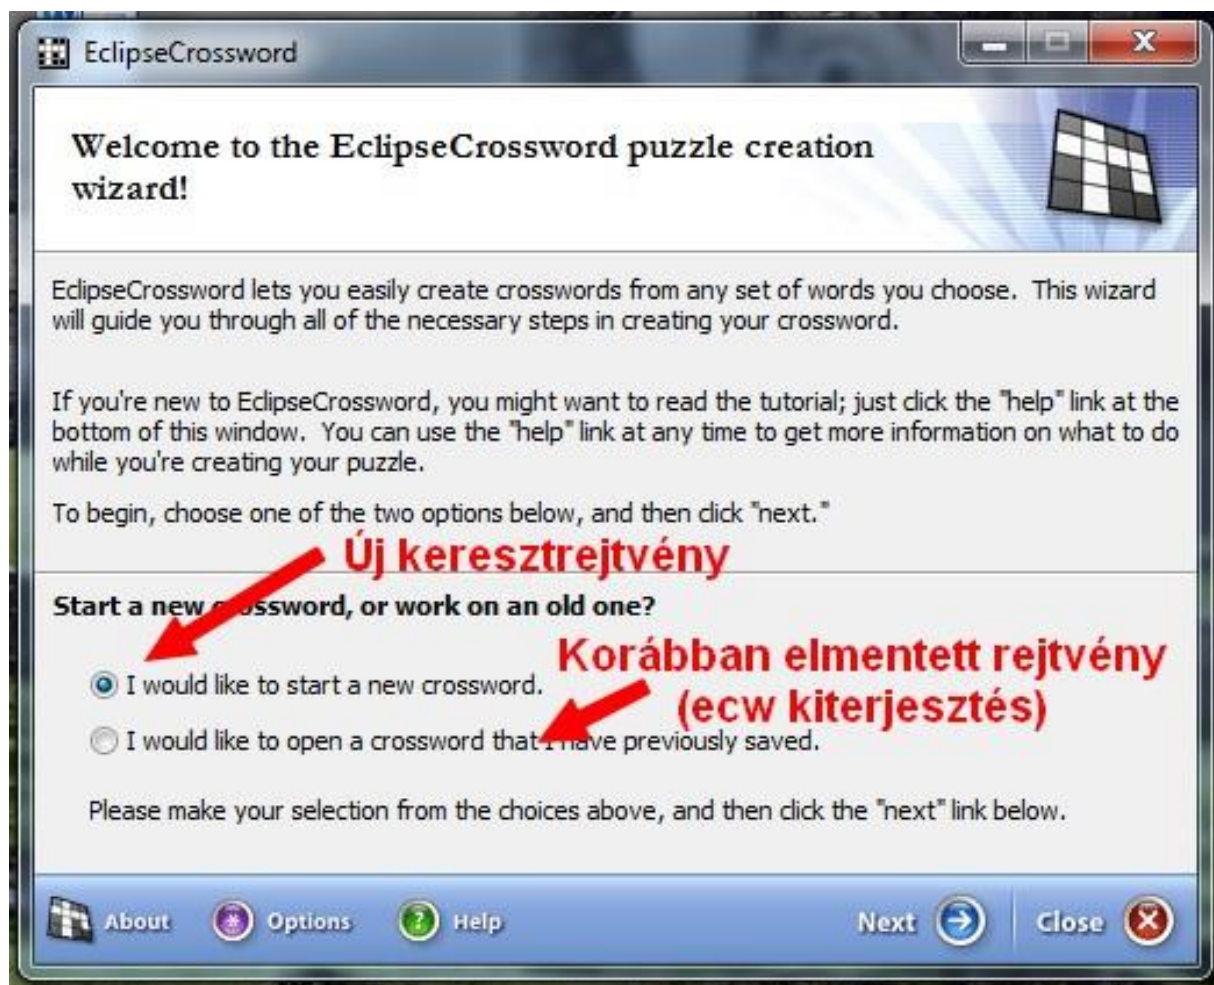 EclipseCrossword
Welcome to the EclipseCrossword puzzle creation
wizard!
EclipseCrossword lets you easily create crosswords from any set of words you choose. This wizard
will guide you through all of the necessary steps in creating your crossword.
If you're new to EclipseCrossword, you might want to read the tutorial; just click the "help" link at the
bottom of this window. You can use the "help" link at any time to get more information on what to do
while you're creating your puzzle.
To begin, choose one of the two options below, and then click "next."
Új keresztrejtvény
Start a new crossword, or work on an old one?
Korábban elmentett rejtvény
(ecw kiterjesztés)
I would like to start a new crossword.
I would like to open a crossword that I have previously saved.
Please make your selection from the choices above, and then click the "next" link below.
About Options Help Next Close